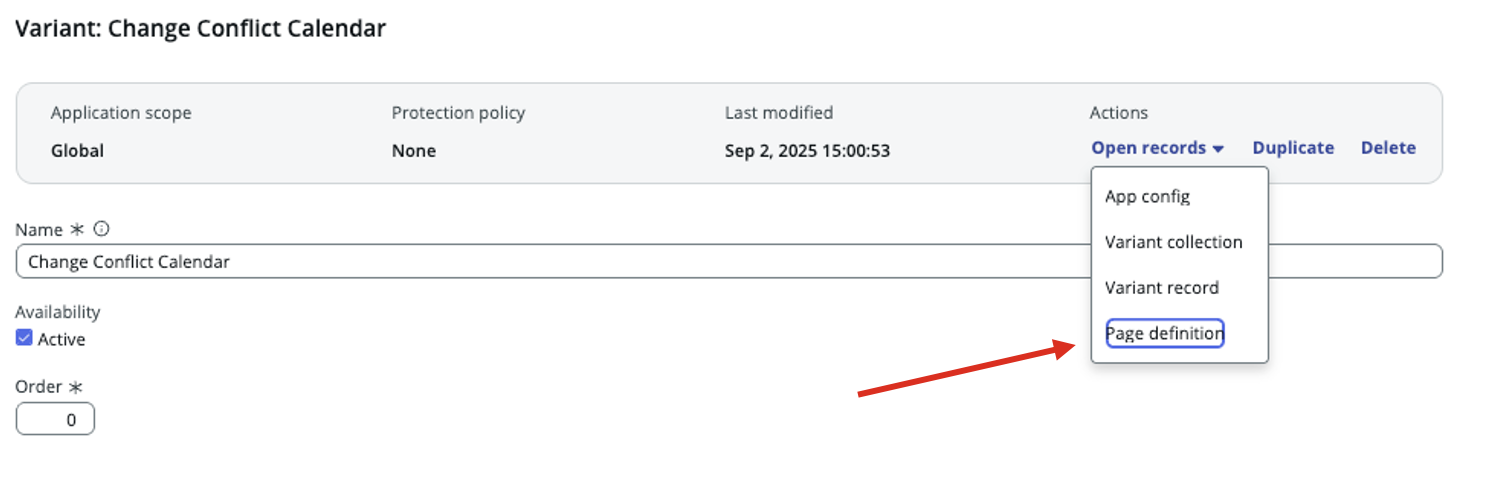 Variant: Change Conflict Calendar
Application scope Protection policy Last modified Actions
Global None Sep 2, 2025 15:00:53 Open records Duplicate Delete
App config
Variant collection
Variant record
Page definition
Name *
Change Conflict Calendar
Availability
Active
Order *
0